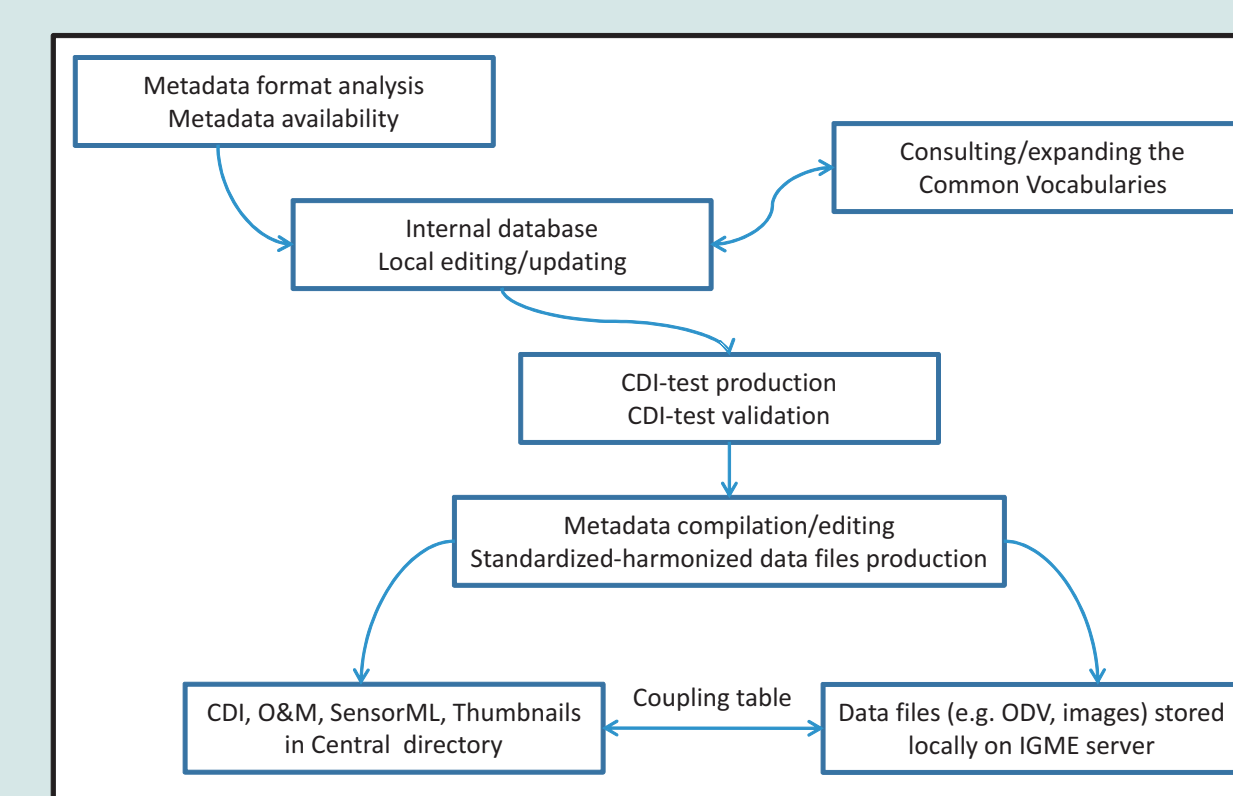 Metadata format analysis
Metadata availability
Consulting/expanding the
Common Vocabularies
Internal database
Local editing/updating
CDI-test production
CDI-test validation
Metadata compilation/editing
Standardized-harmonized data files production
CDI, O&M, SensorML, Thumbnails
in Central directory
Coupling table
Data files (e.g. ODV, images) stored
locally on IGME server